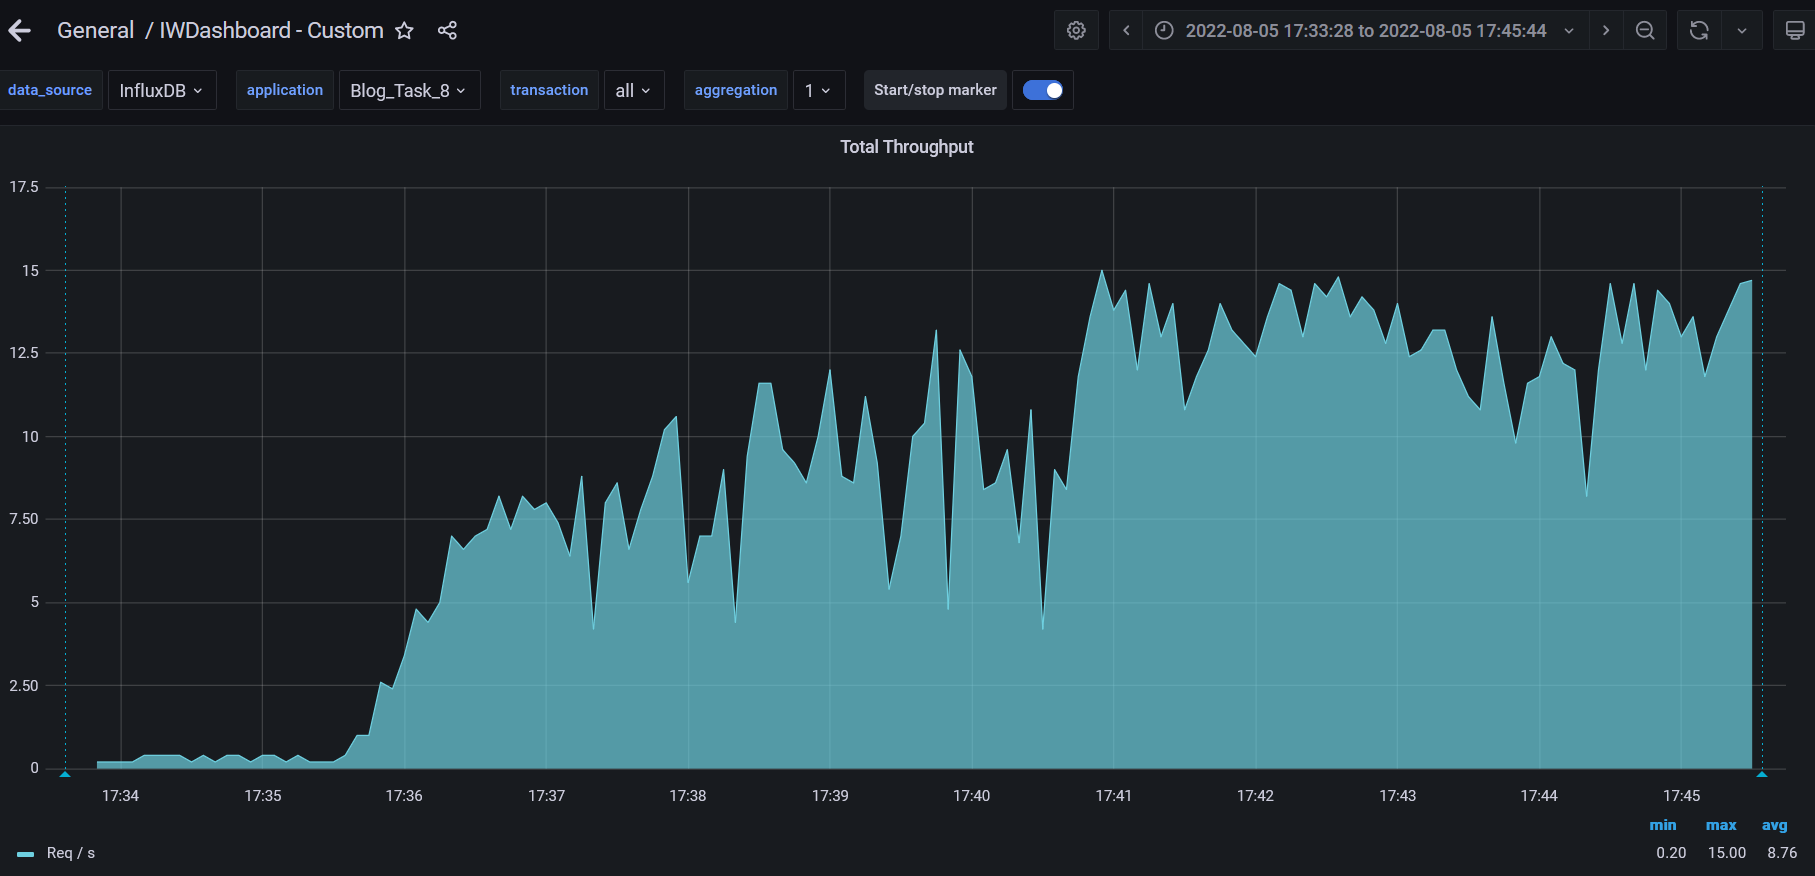 General / IWDashboard - Custom
2022-08-05 17:33:28 to 2022-08-05 17:45:44
data_source InfluxDB application Blog_Task_8 transaction all aggregation 1 Start/stop marker
Total Throughput
17.5
15
12.5
10
7.50
5
2.50
0
17:34 17:35 17:36 17:37 17:38 17:39 17:40 17:41 17:42 17:43 17:44 17:45
min max avg
Req / s 0.20 15.00 8.76